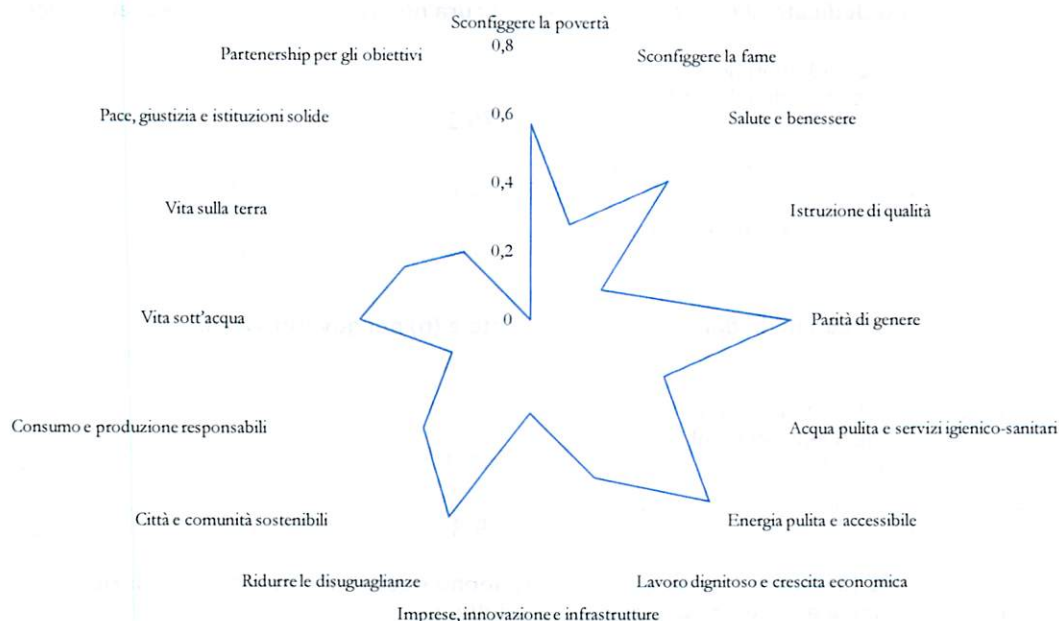 Sconfiggere la povertà
0,8
Partenership per gli obiettivi
Sconfiggere la fame
Pace, giustizia e istituzioni solide
0,6
Salute e benessere
0,4
Vita sulla terra
Istruzione di qualità
0,2
Vita sott'acqua
0
Parità di genere
Consumo e produzione responsabili
Acqua pulita e servizi igienico-sanitari
Città e comunità sostenibili
Energia pulita e accessibile
Ridurre le disuguaglianze
Lavoro dignitoso e crescita economica
Imprese, innovazione e infrastrutture